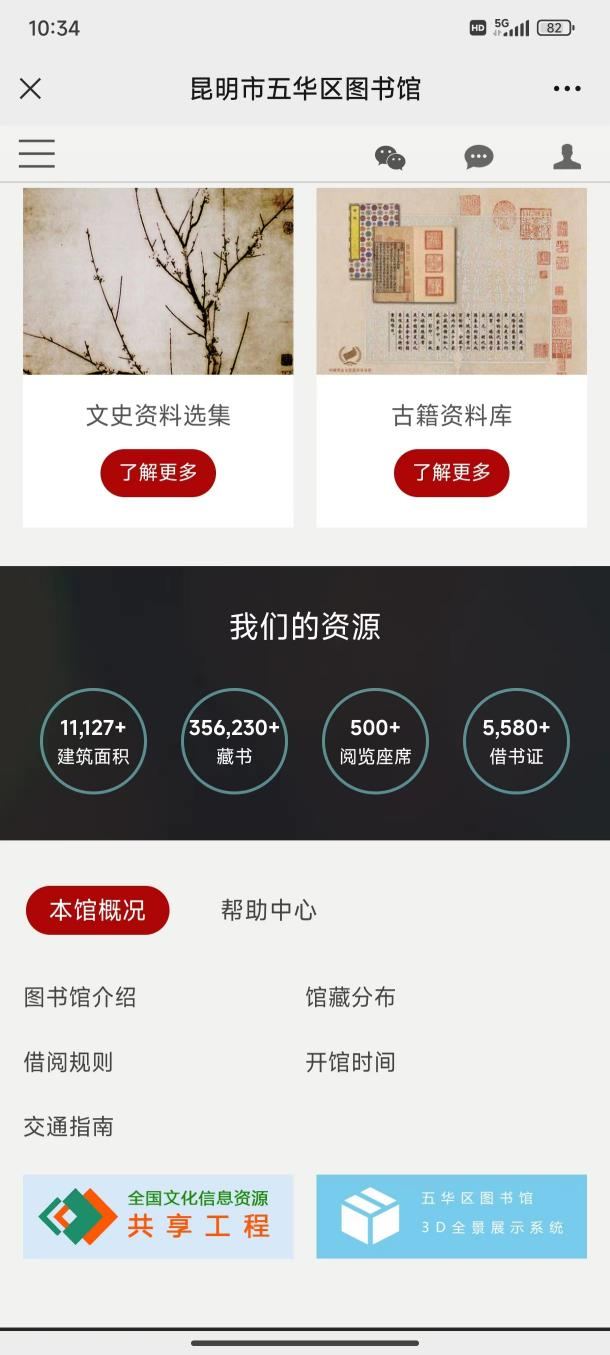 10:34
HD 5G 82
昆明市五华区图书馆
文史资料选集
古籍资料库
了解更多
了解更多
我们的资源
11,127+
建筑面积
356,230+
藏书
500+
阅览座席
5,580+
借书证
本馆概况
帮助中心
图书馆介绍
馆藏分布
借阅规则
开馆时间
交通指南
全国文化信息资源
共享工程
五华区图书馆
3D全景展示系统